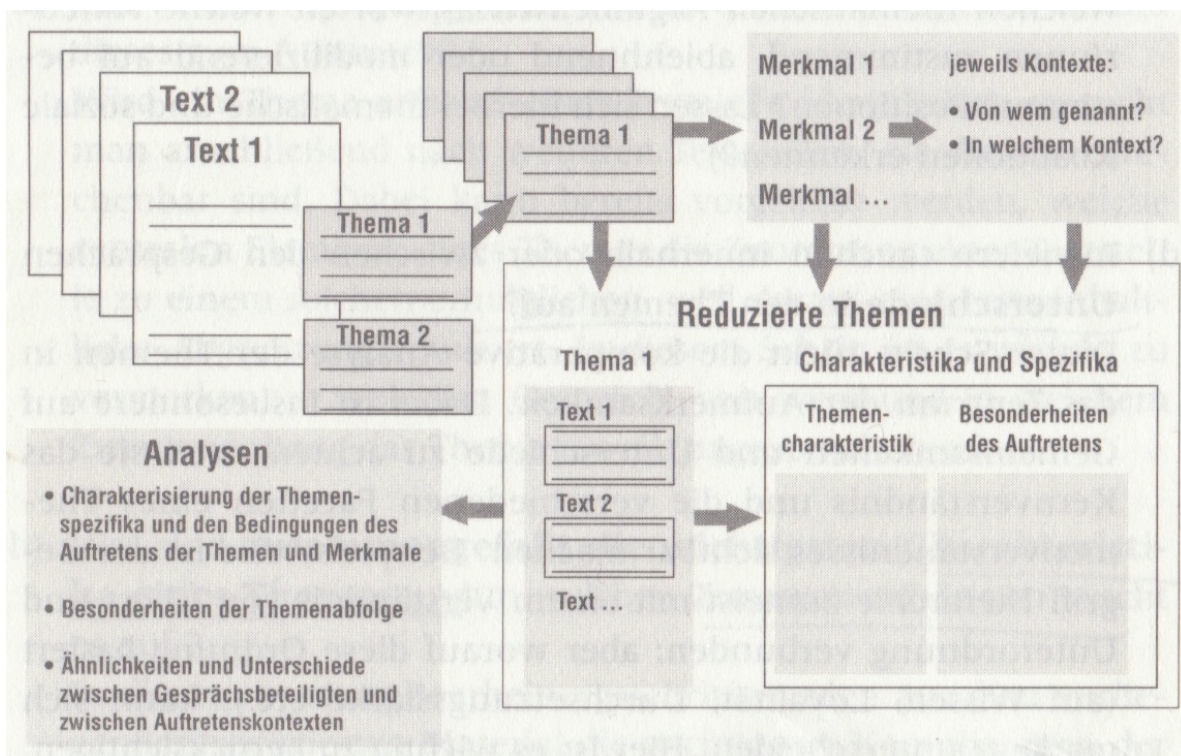 Text 2
Text 1
Thema 1
Thema 2
Thema 1
Merkmal 1
Merkmal 2
Merkmal ...
jeweils Kontexte:
• Von wem genannt?
• In welchem Kontext?
Reduzierte Themen
Thema 1
Text 1
Text 2
Text ...
Charakteristika und Spezifika
Themen-
charakteristik
Besonderheiten
des Auftretens
Analysen
• Charakterisierung der Themen-
spezifika und den Bedingungen des
Auftretens der Themen und Merkmale
• Besonderheiten der Themenabfolge
• Ähnlichkeiten und Unterschiede
zwischen Gesprächsbeteiligten und
zwischen Auftretenskontexten